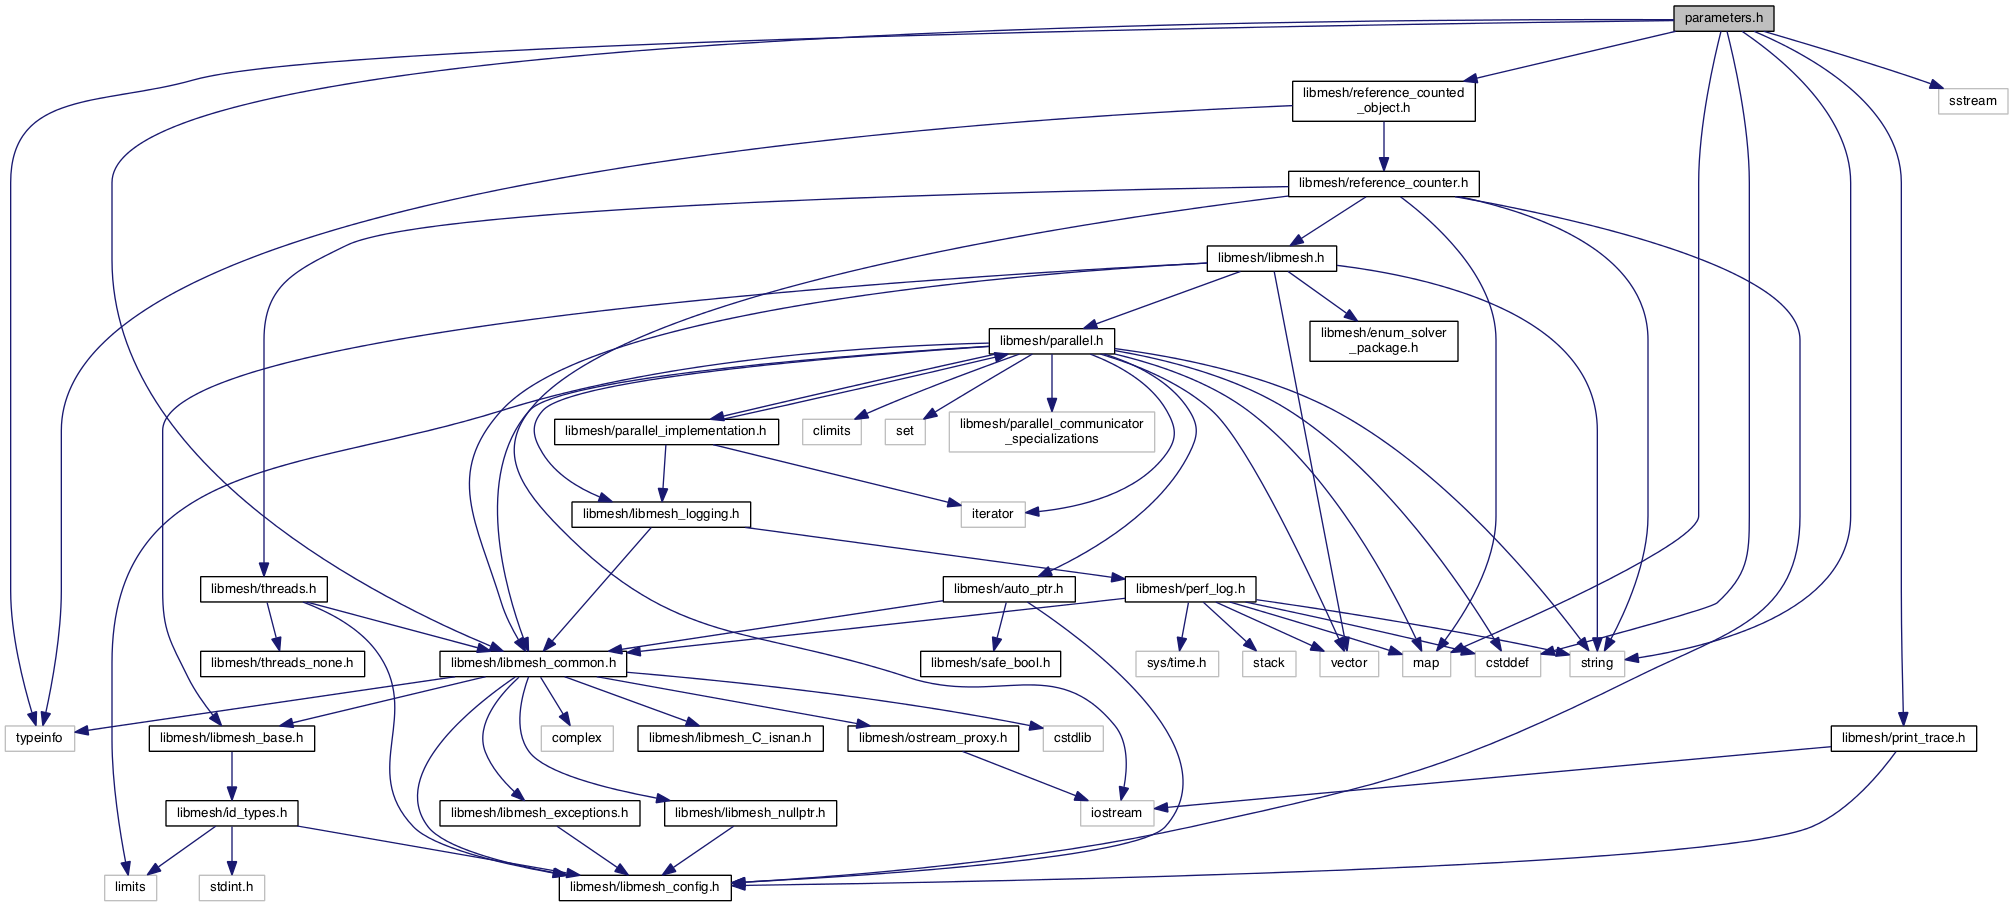 parameters.h
libmesh/reference_counted
_object.h
sstream
libmesh/reference_counter.h
libmesh/libmesh.h
libmesh/parallel.h
libmesh/enum_solver
_package.h
libmesh/parallel_implementation.h
climits
set
libmesh/parallel_communicator
_specializations
libmesh/libmesh_logging.h
iterator
libmesh/threads.h
libmesh/auto_ptr.h
libmesh/perf_log.h
libmesh/threads_none.h
libmesh/libmesh_common.h
libmesh/safe_bool.h
sys/time.h
stack
vector
map
cstddef
string
typeinfo
libmesh/libmesh_base.h
complex
libmesh/libmesh_C_isnan.h
libmesh/ostream_proxy.h
cstdlib
libmesh/print_trace.h
libmesh/id_types.h
libmesh/libmesh_exceptions.h
libmesh/libmesh_nullptr.h
iostream
limits
stdint.h
libmesh/libmesh_config.h